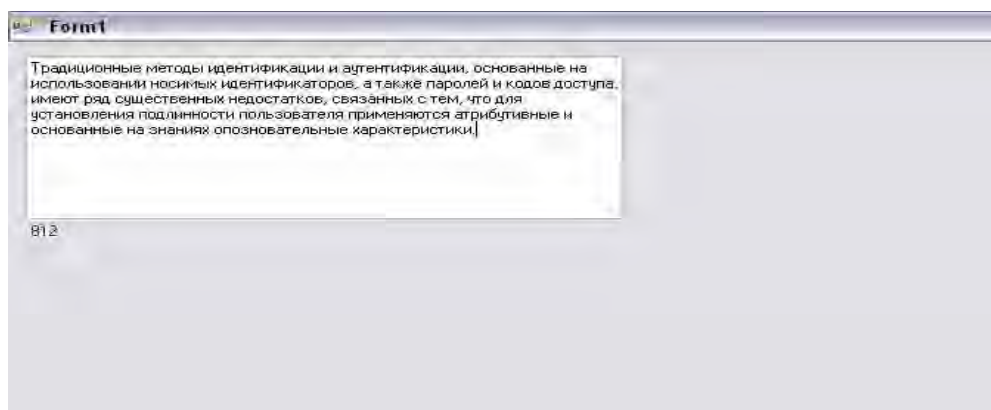 Form1
Традиционные методы идентификации и аутентификации, основанные на
использовании носимых идентификаторов, а также паролей и кодов доступа,
имеют ряд существенных недостатков, связанных с тем, что для
установления подлинности пользователя применяются атрибутивные и
основанные на знаниях опозновательные характеристики.
812